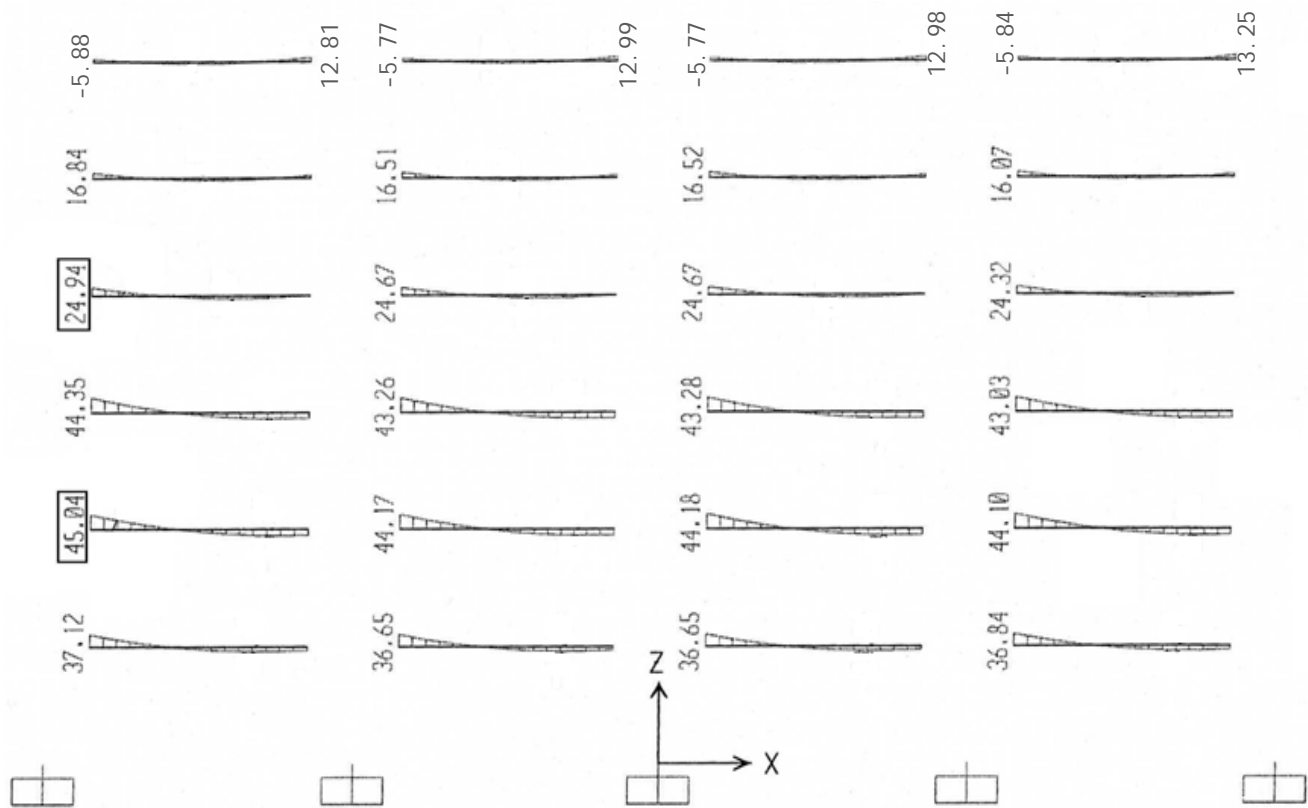 -5.88 12.81 -5.77 12.99 -5.77 12.98 -5.84 13.25
16.84 16.51 16.52 16.07
24.94 24.67 24.67 24.32
44.35 43.26 43.28 43.03
45.04 44.17 44.18 44.10
37.12 36.65 36.65 36.84
Z
X